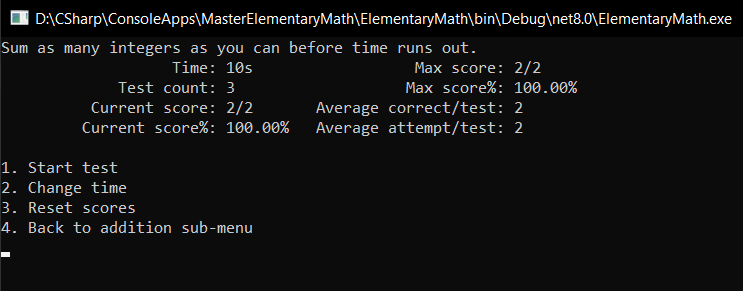 D:\CSharp\ConsoleApps\MasterElementaryMath\ElementaryMath\bin\Debug\net8.0\ElementaryMath.exe
Sum as many integers as you can before time runs out.
Time: 10s Max score: 2/2
Test count: 3 Max score%: 100.00%
Current score: 2/2 Average correct/test: 2
Current score%: 100.00% Average attempt/test: 2
1. Start test
2. Change time
3. Reset scores
4. Back to addition sub-menu